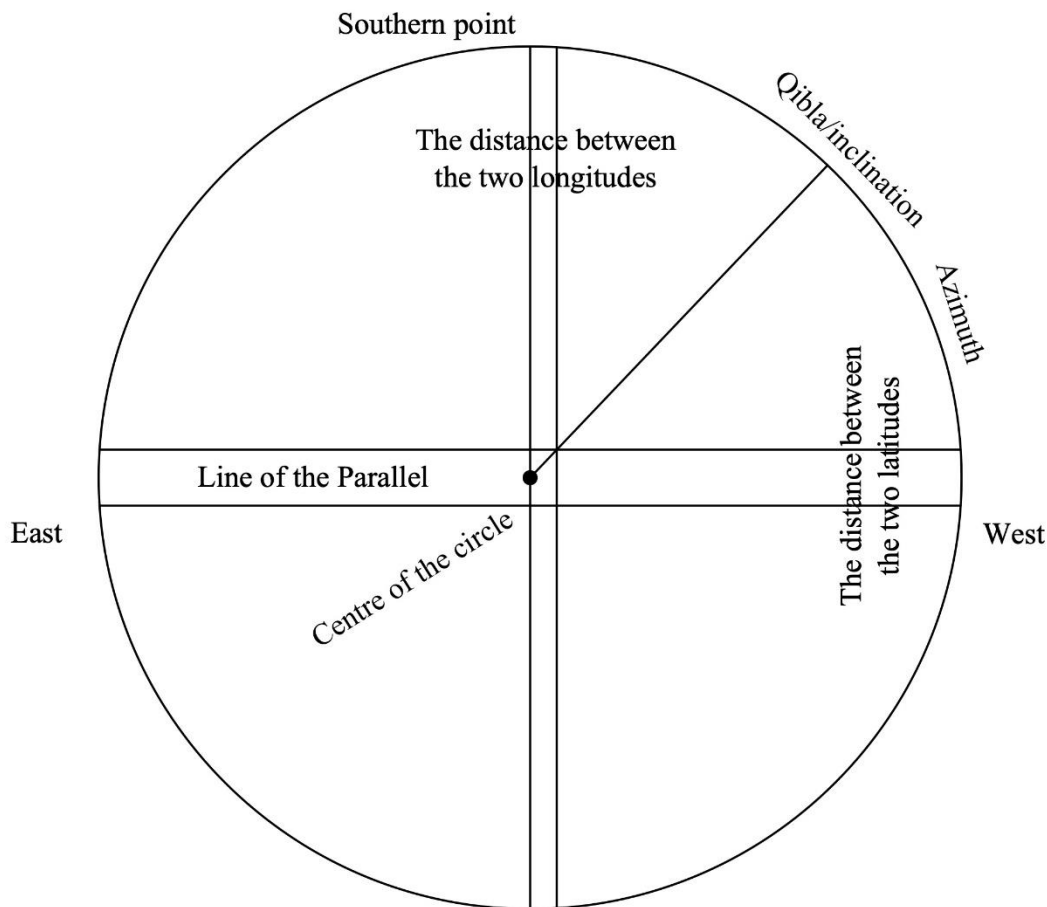 Southern point
Qibla/inclination
The distance between
the two longitudes
Azimuth
The distance between
the two latitudes
Line of the Parallel
East
West
Centre of the circle